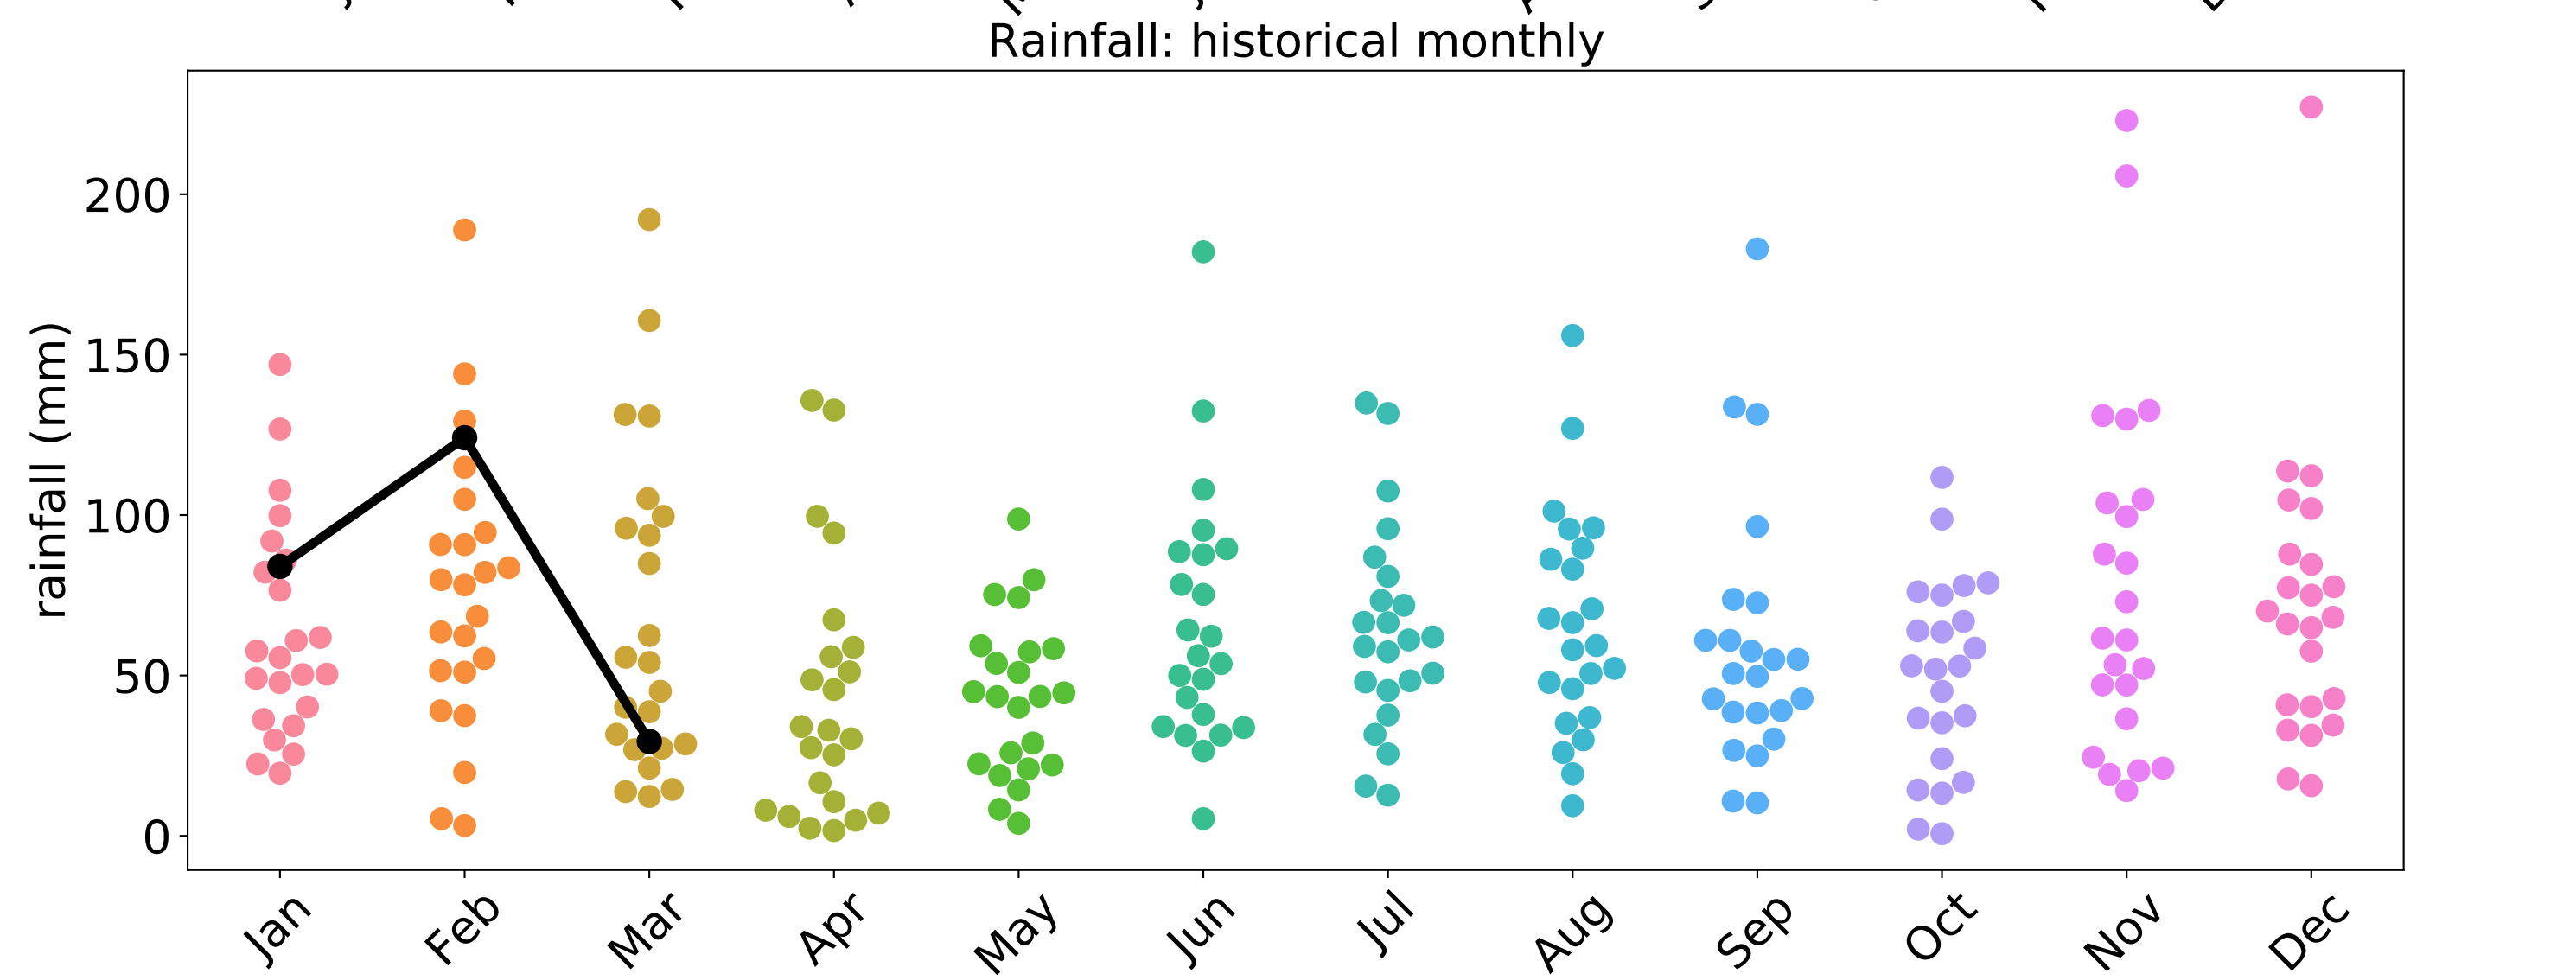 Rainfall: historical monthly
rainfall (mm)
200
150
100
50
0
Jan
Feb
Mar
Apr
May
Jun
Jul
Aug
Sep
Oct
Nov
Dec